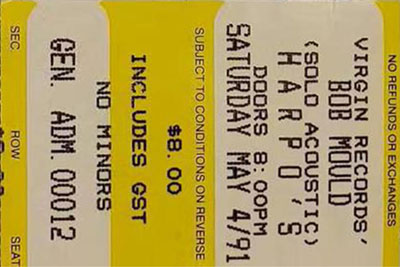 NO REFUNDS OR EXCHANGES
VIRGIN RECORDS'
BOB MOULD
(SOLO ACOUSTIC)
HARPO'S
DOORS 8:00PM
SATURDAY MAY 4/91
SUBJECT TO CONDITIONS ON REVERSE
$8.00
INCLUDES GST
NO MINORS
GEN. ADM. 00012
SEC ROW SEAT